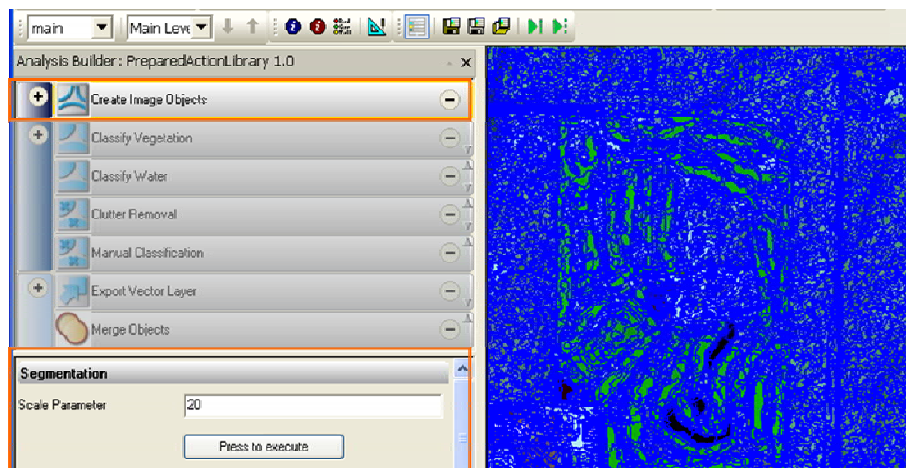 main Main Leve
Analysis Builder: PreparedActionLibrary 1.0
Create Image Objects
Classify Vegetation
Classify Water
Clutter Removal
Manual Classification
Export Vector Layer
Merge Objects
Segmentation
Scale Parameter 20
Press to execute